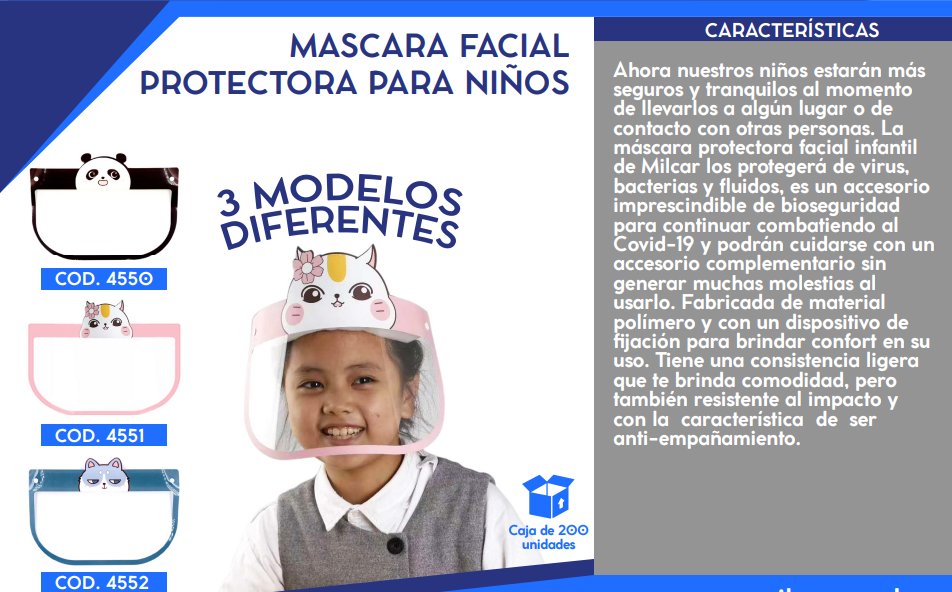 MASCARA FACIAL
PROTECTORA PARA NIÑOS
3 MODELOS
DIFERENTES
COD. 4550
COD. 4551
COD. 4552
Caja de 200
unidades
CARACTERÍSTICAS
Ahora nuestros niños estarán más
seguros y tranquilos al momento
de llevarlos a algún lugar o de
contacto con otras personas. La
máscara protectora facial infantil
de Milcar los protegerá de virus,
bacterias y fluidos, es un accesorio
imprescindible de bioseguridad
para continuar combatiendo al
Covid-19 y podrán cuidarse con un
accesorio complementario sin
generar muchas molestias al
usarlo. Fabricada de material
polímero y con un dispositivo de
fijación para brindar confort en su
uso. Tiene una consistencia ligera
que te brinda comodidad, pero
también resistente al impacto y
con la característica de ser
anti-empañamiento.